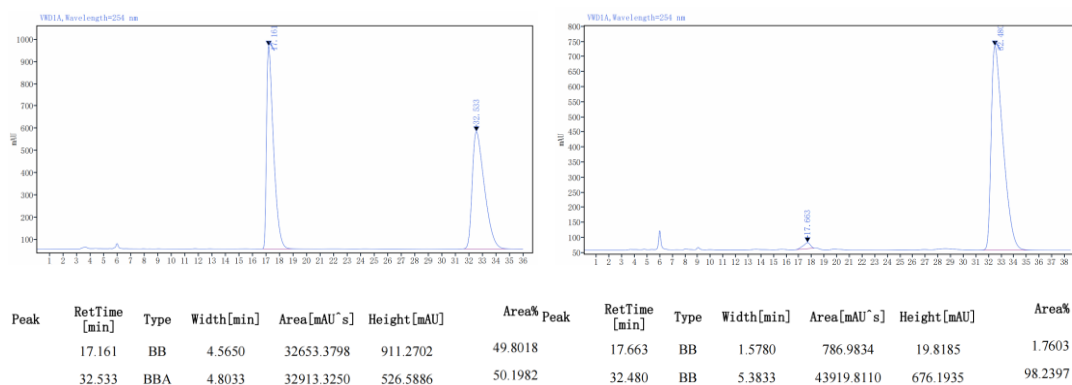 VWD1A, Wavelength=254 nm
1000
900
800
700
600
500
400
300
200
100
mAU
17.161
32.533
1 2 3 4 5 6 7 8 9 10 11 12 13 14 15 16 17 18 19 20 21 22 23 24 25 26 27 28 29 30 31 32 33 34 35 36
Peak RetTime [min] Type Width[min] Area[mAU^s] Height[mAU] Area%
17.161 BB 4.5650 32653.3798 911.2702 49.8018
32.533 BBA 4.8033 32913.3250 526.5886 50.1982
VWD1A, Wavelength=254 nm
800
750
700
650
600
550
500
450
400
350
300
250
200
150
100
50
mAU
17.663
32.480
1 2 3 4 5 6 7 8 9 10 11 12 13 14 15 16 17 18 19 20 21 22 23 24 25 26 27 28 29 30 31 32 33 34 35 36 37 38
Peak RetTime [min] Type Width[min] Area[mAU^s] Height[mAU] Area%
17.663 BB 1.5780 786.9834 19.8185 1.7603
32.480 BB 5.3833 43919.8110 676.1935 98.2397